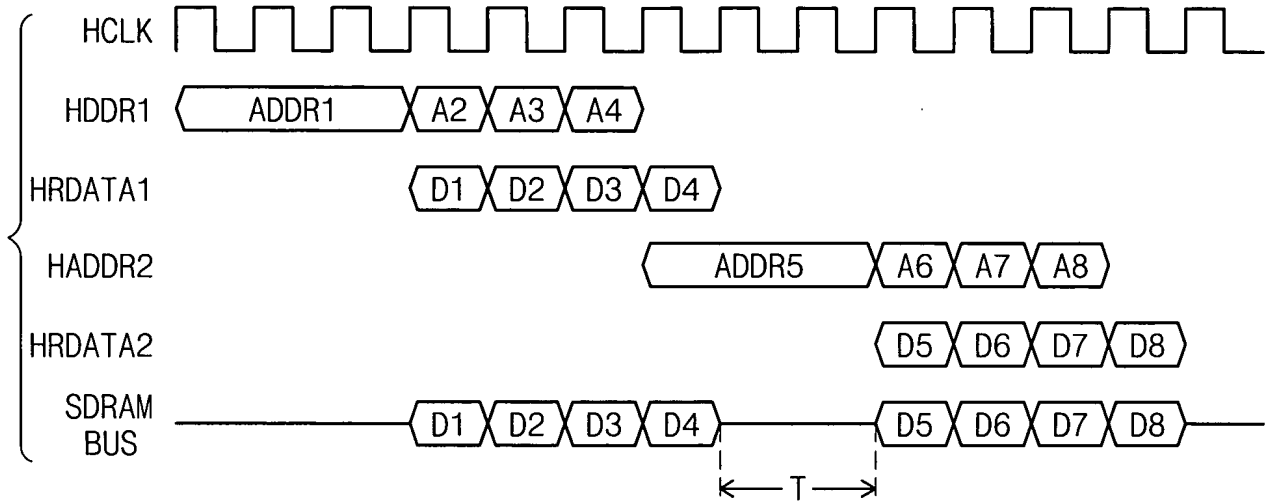 HCLK
HDDR1 ADDR1 A2 A3 A4
HRDATA1 D1 D2 D3 D4
HADDR2 ADDR5 A6 A7 A8
HRDATA2 D5 D6 D7 D8
SDRAM
BUS D1 D2 D3 D4 D5 D6 D7 D8
T